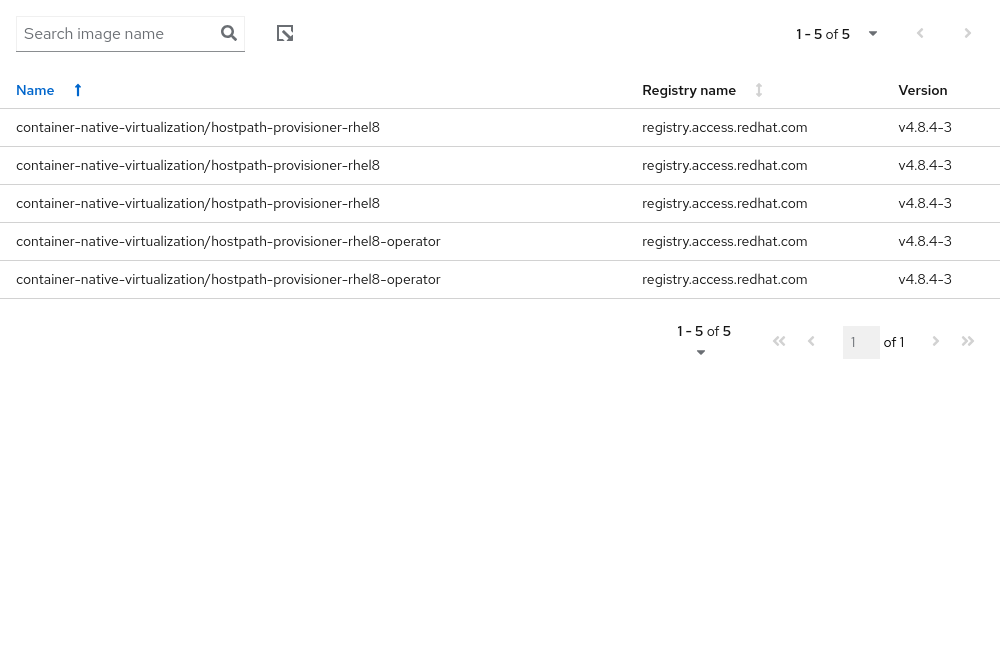 Search image name
1 - 5 of 5
Name Registry name Version
container-native-virtualization/hostpath-provisioner-rhel8 registry.access.redhat.com v4.8.4-3
container-native-virtualization/hostpath-provisioner-rhel8 registry.access.redhat.com v4.8.4-3
container-native-virtualization/hostpath-provisioner-rhel8 registry.access.redhat.com v4.8.4-3
container-native-virtualization/hostpath-provisioner-rhel8-operator registry.access.redhat.com v4.8.4-3
container-native-virtualization/hostpath-provisioner-rhel8-operator registry.access.redhat.com v4.8.4-3
1 - 5 of 5
1 of 1